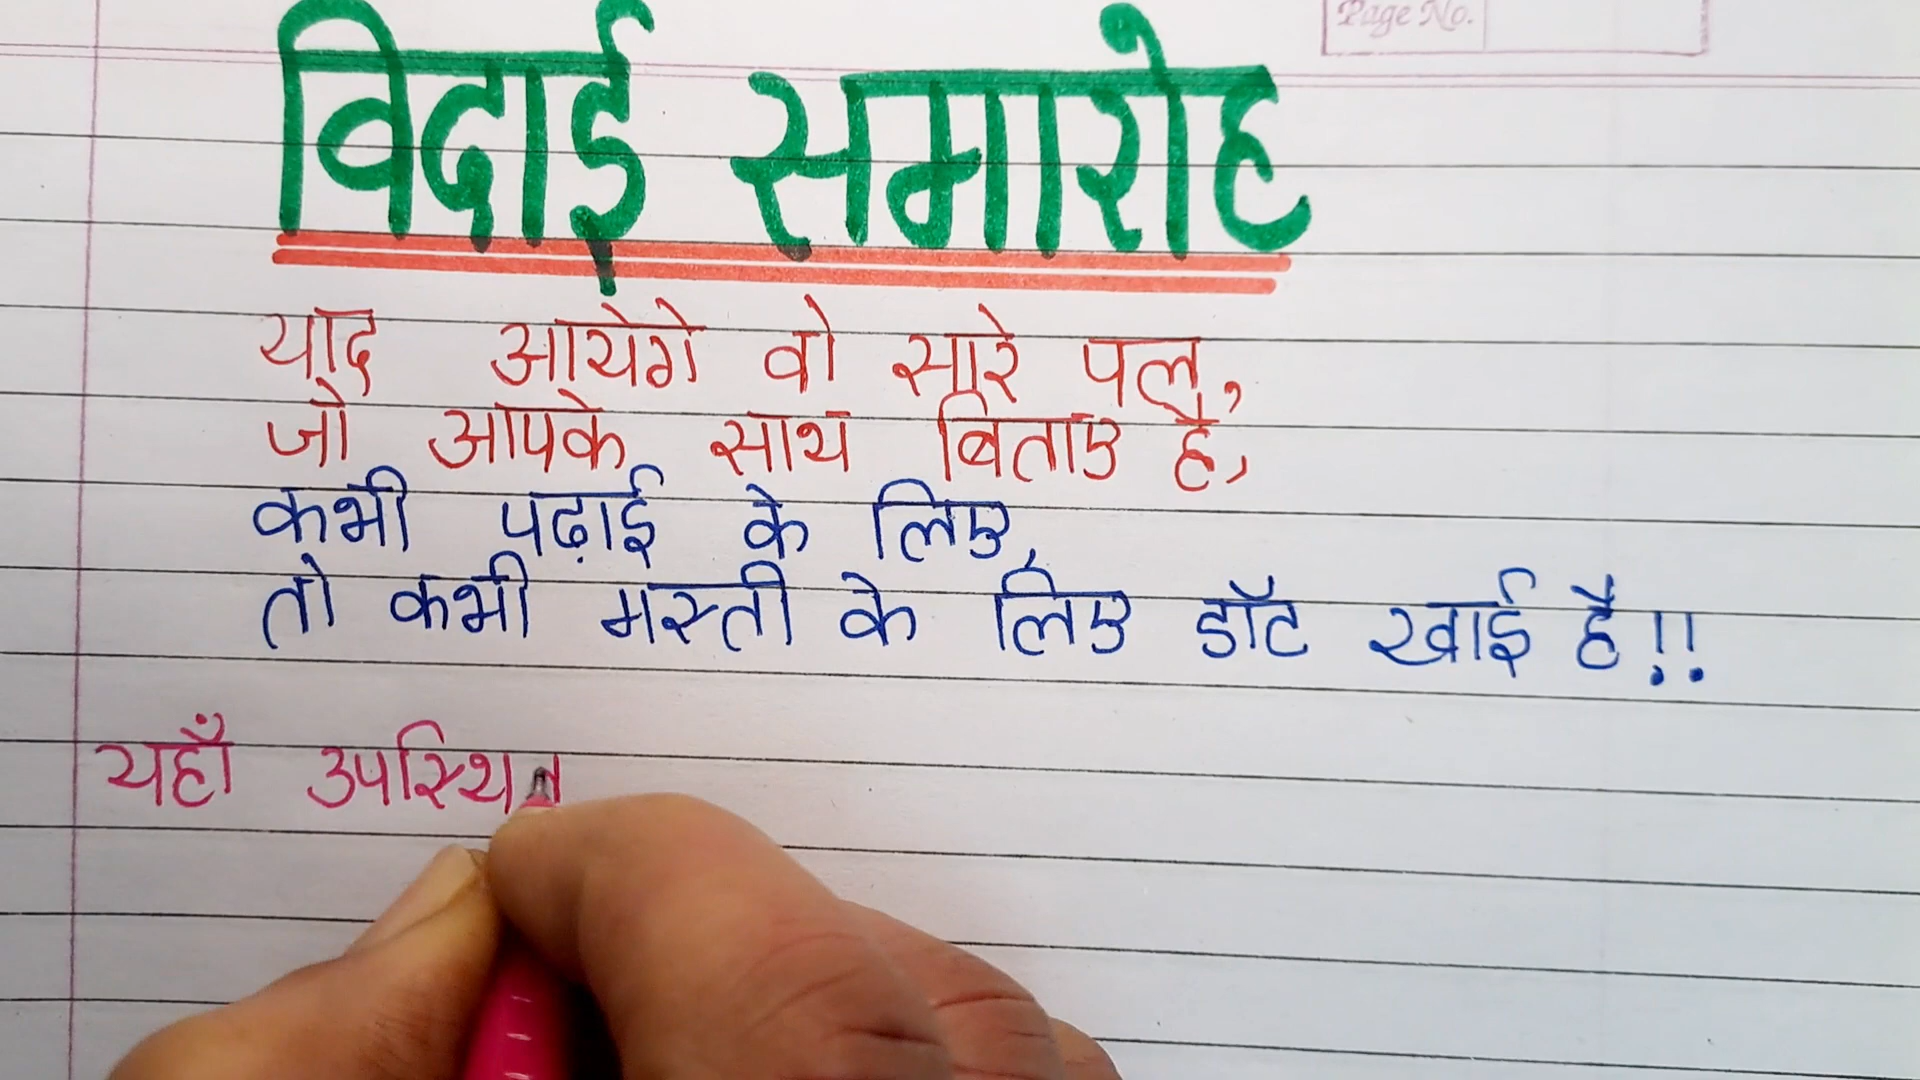 Page No.
विदाई समारोह
याद आयेगे वो सारे पल,
जो आपके साथ बिताए है,
कभी पढ़ाई के लिए,
तो कभी मस्ती के लिए डॉट खाई है!!
यहाँ उपस्थित